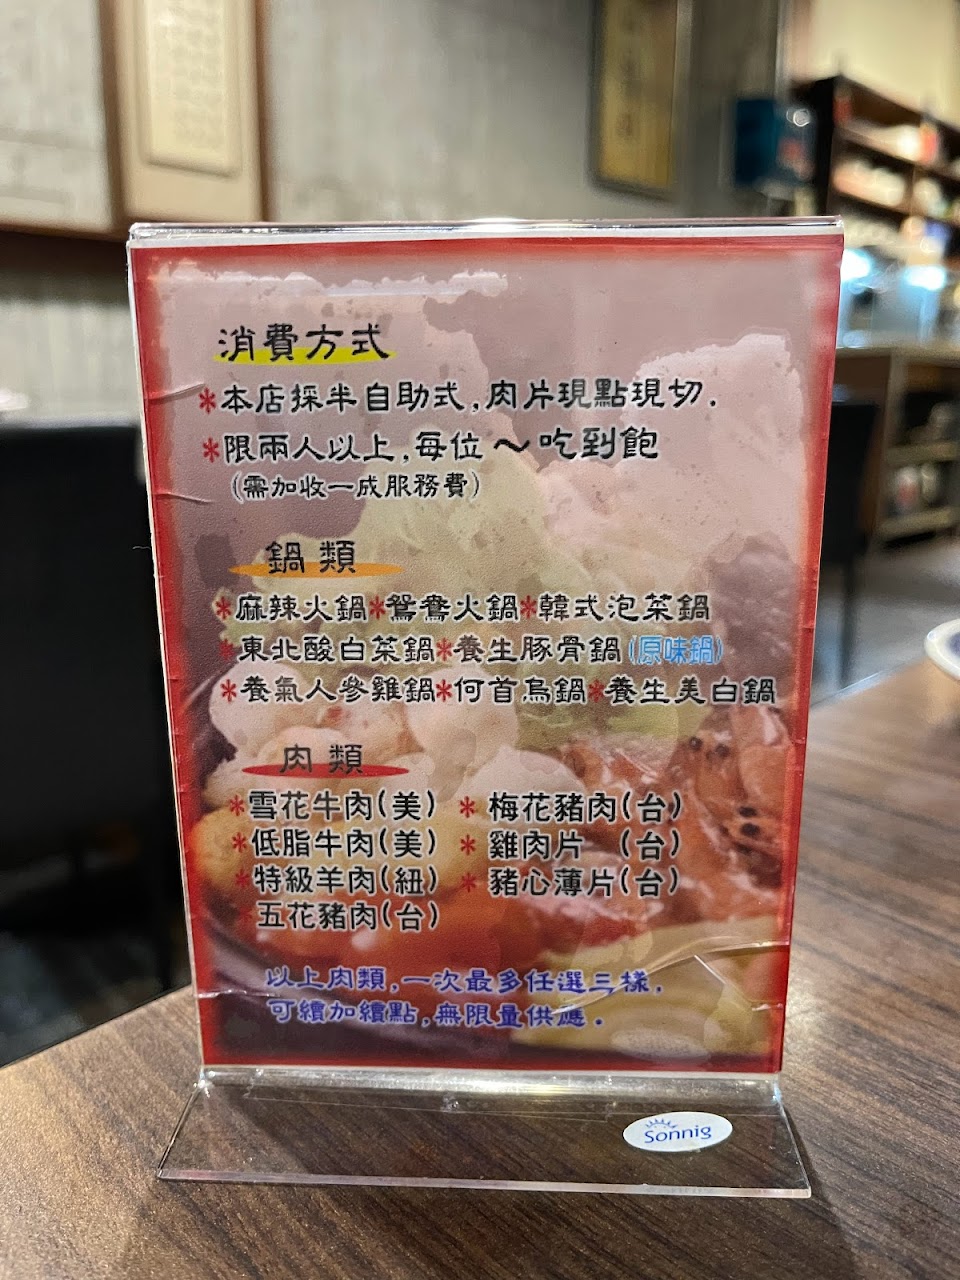 消費方式
*本店採半自助式,肉片現點現切.
*限兩人以上,每位～吃到飽
(需加收一成服務費)
鍋類
*麻辣火鍋*鴛鴦火鍋*韓式泡菜鍋
*東北酸白菜鍋*養生豚骨鍋(原味鍋)
*養氣人參雞鍋*何首烏鍋*養生美白鍋
肉類
*雪花牛肉(美) *梅花豬肉(台)
*低脂牛肉(美) *雞肉片 (台)
*特級羊肉(紐) *豬心薄片(台)
*五花豬肉(台)
以上肉類,一次最多任選三樣.
可續加續點,無限量供應.
Sonnig